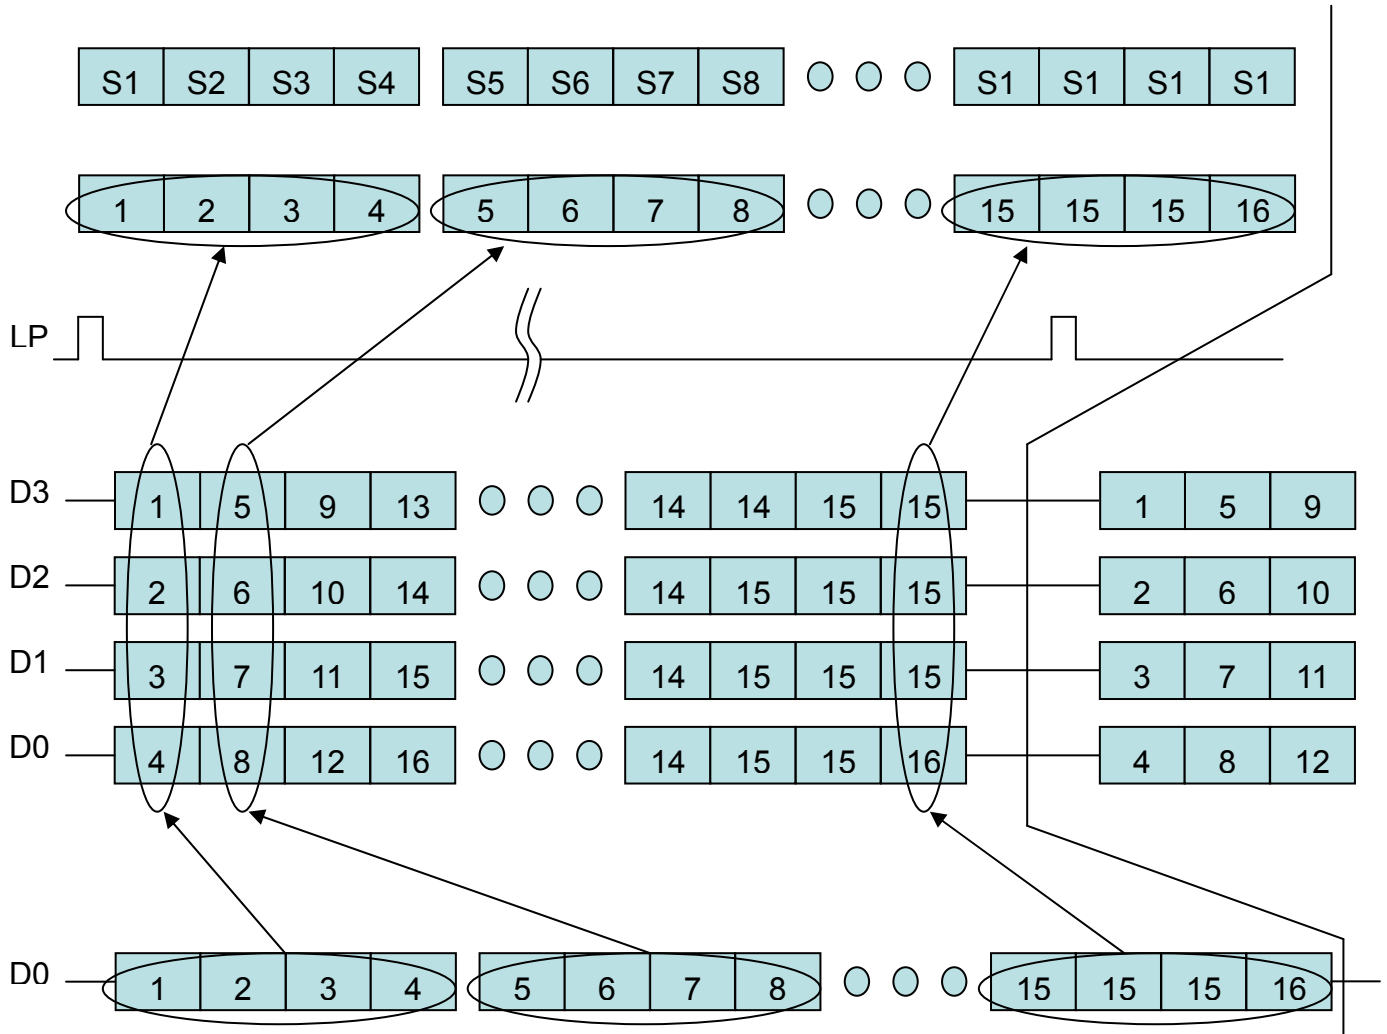 S1 S2 S3 S4 S5 S6 S7 S8 S1 S1 S1 S1
1 2 3 4 5 6 7 8 15 15 15 16
LP
D3 1 5 9 13 14 14 15 15 1 5 9
D2 2 6 10 14 14 15 15 15 2 6 10
D1 3 7 11 15 14 15 15 15 3 7 11
D0 4 8 12 16 14 15 15 16 4 8 12
D0 1 2 3 4 5 6 7 8 15 15 15 16